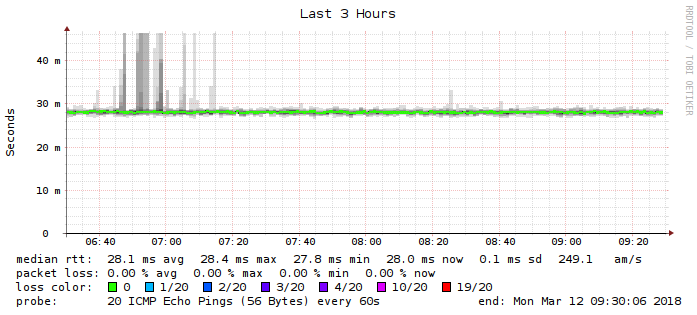 Last 3 Hours
RRDTOOL / TOBI OETIKER
Seconds
40 m
30 m
20 m
10 m
0
06:40 07:00 07:20 07:40 08:00 08:20 08:40 09:00 09:20
median rtt: 28.1 ms avg 28.4 ms max 27.8 ms min 28.0 ms now 0.1 ms sd 249.1 am/s
packet loss: 0.00 % avg 0.00 % max 0.00 % min 0.00 % now
loss color: 0 1/20 2/20 3/20 4/20 10/20 19/20
probe: 20 ICMP Echo Pings (56 Bytes) every 60s end: Mon Mar 12 09:30:06 2018